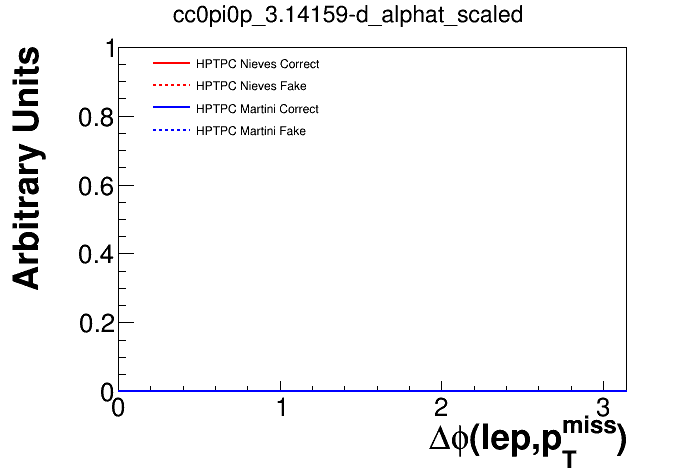 cc0pi0p_3.14159-d_alphat_scaled
Arbitrary Units
1
0.8
0.6
0.4
0.2
0
HPTPC Nieves Correct
HPTPC Nieves Fake
HPTPC Martini Correct
HPTPC Martini Fake
0 1 2 3
Δϕ(lep,p_T^miss)